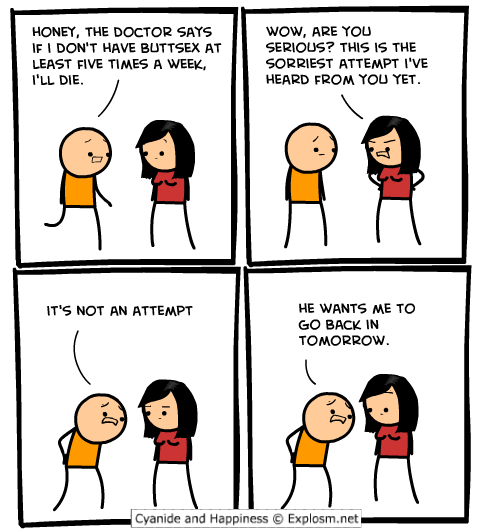 HONEY, THE DOCTOR SAYS
IF I DON'T HAVE BUTTSEX AT
LEAST FIVE TIMES A WEEK,
I'LL DIE.
WOW, ARE YOU
SERIOUS? THIS IS THE
SORRIEST ATTEMPT I'VE
HEARD FROM YOU YET.
IT'S NOT AN ATTEMPT
HE WANTS ME TO
GO BACK IN
TOMORROW.
Cyanide and Happiness © Explosm.net